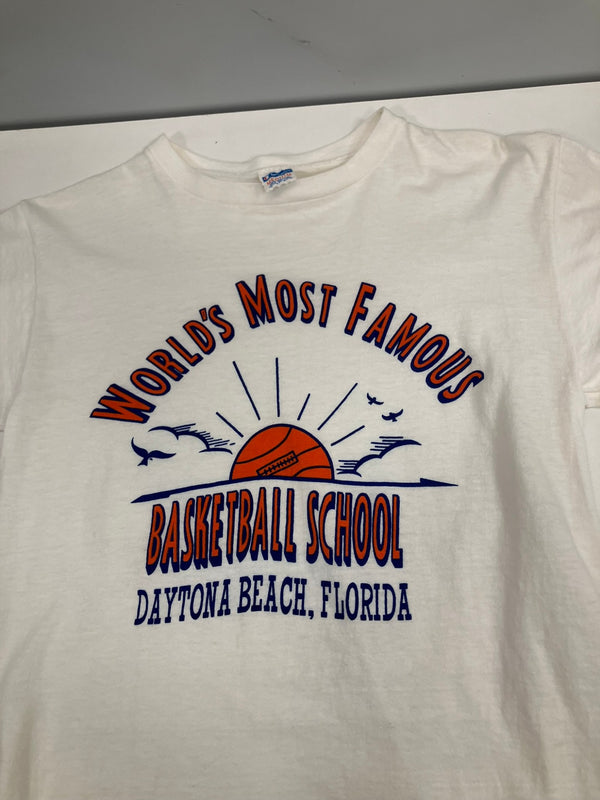 WORLD'S MOST FAMOUS
BASKETBALL SCHOOL
DAYTONA BEACH, FLORIDA